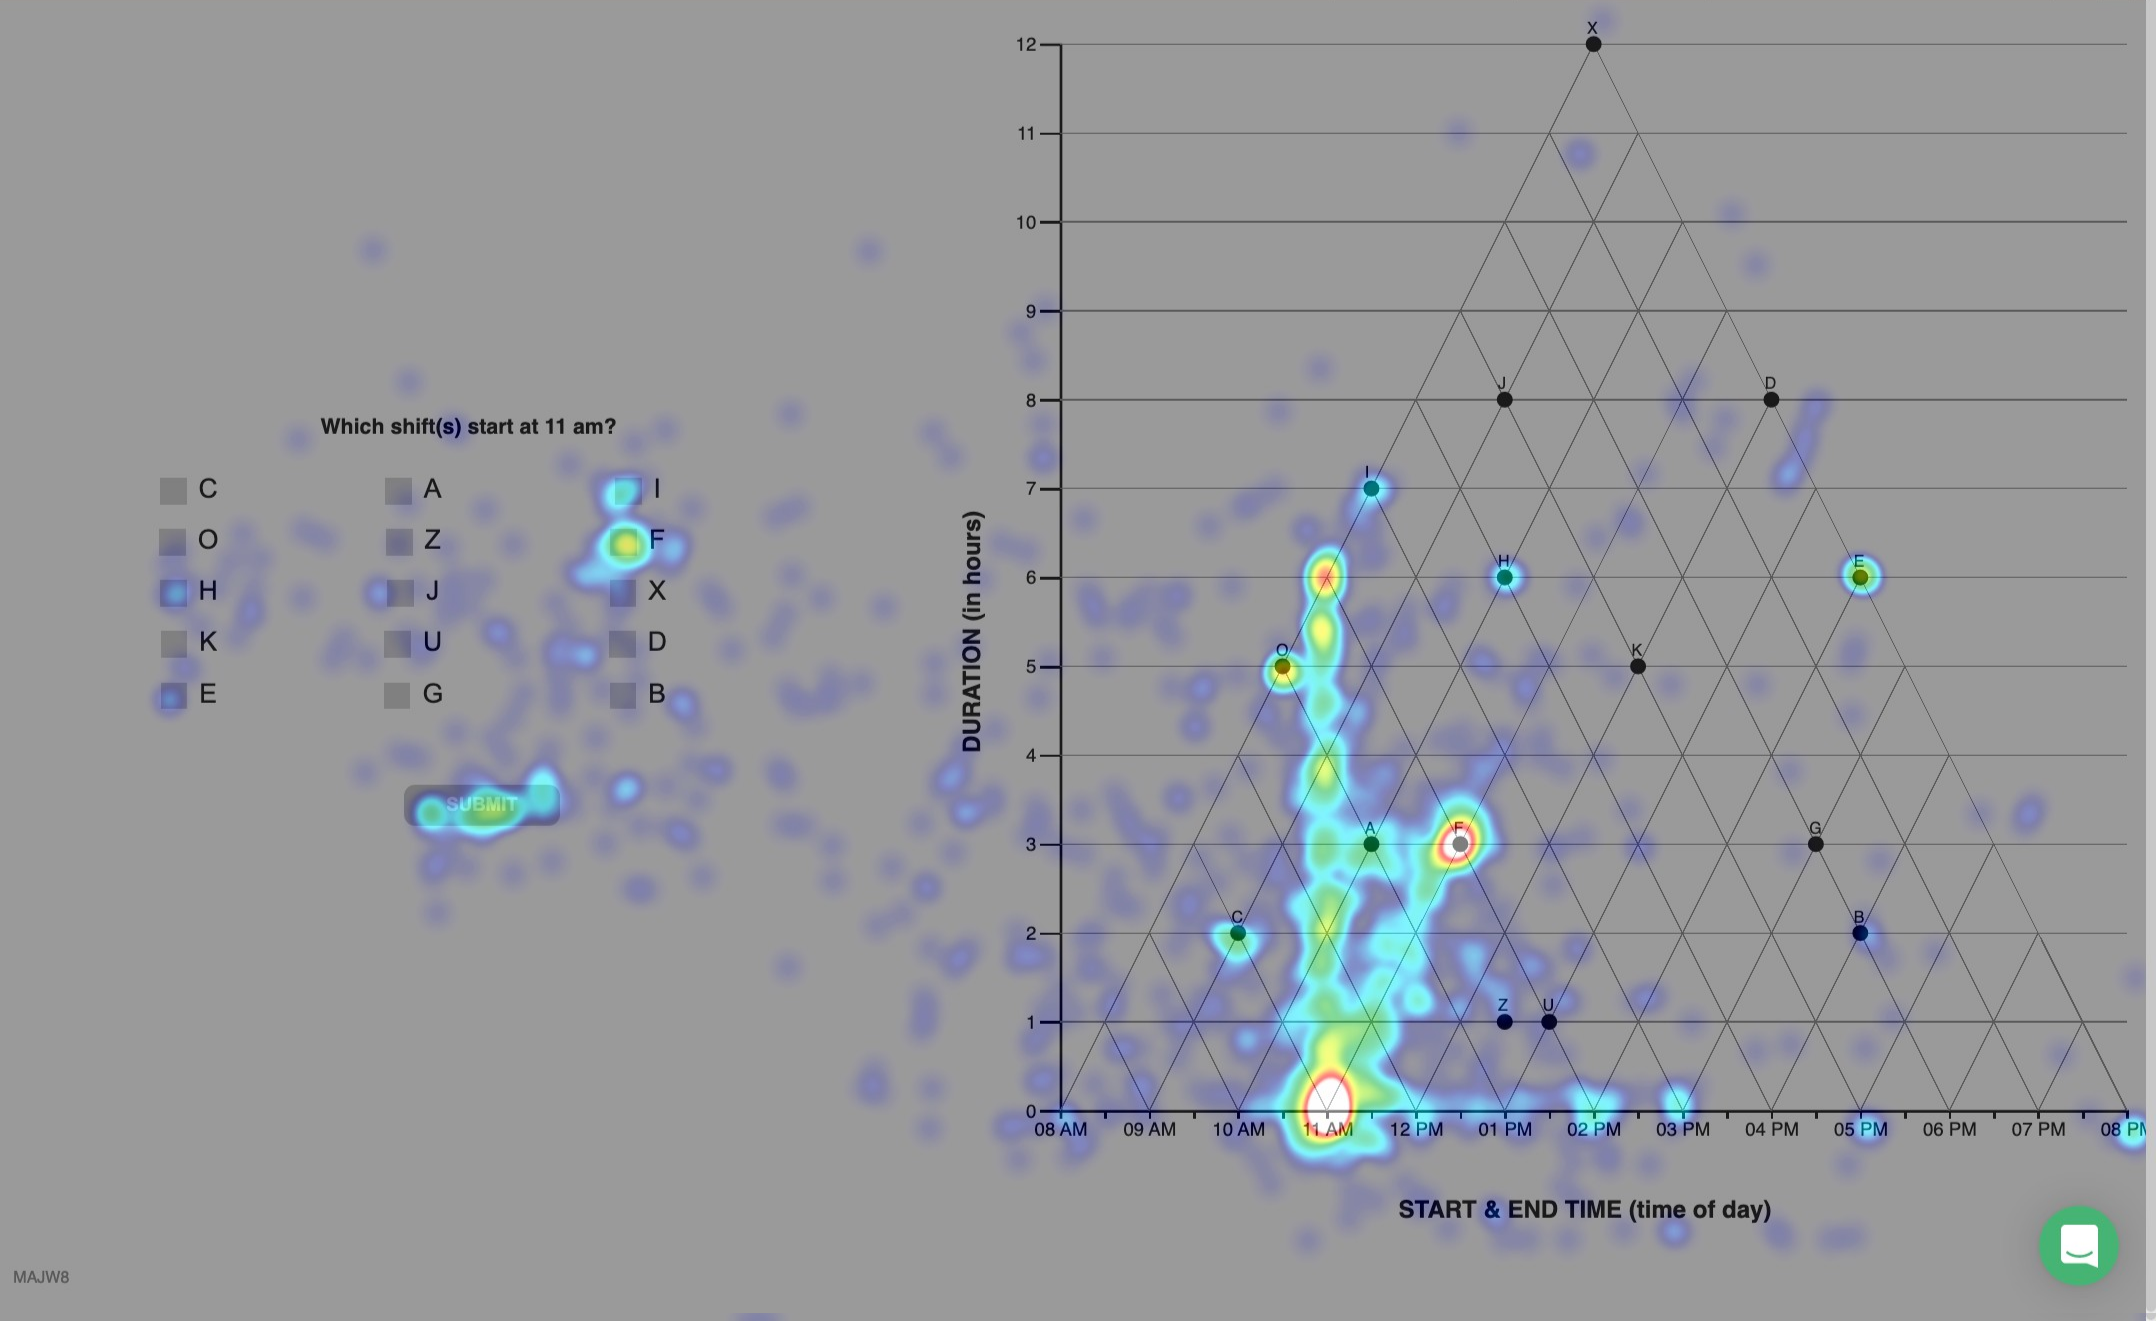 Which shift(s) start at 11 am?
C A I
O Z F
H J X
K U D
E G B
SUBMIT
MAJW8
DURATION (in hours)
12
11
10
9
8
7
6
5
4
3
2
1
0
X
J D
I
H E
O K
A F G
C B
Z U
08 AM 09 AM 10 AM 11 AM 12 PM 01 PM 02 PM 03 PM 04 PM 05 PM 06 PM 07 PM 08 PM
START & END TIME (time of day)